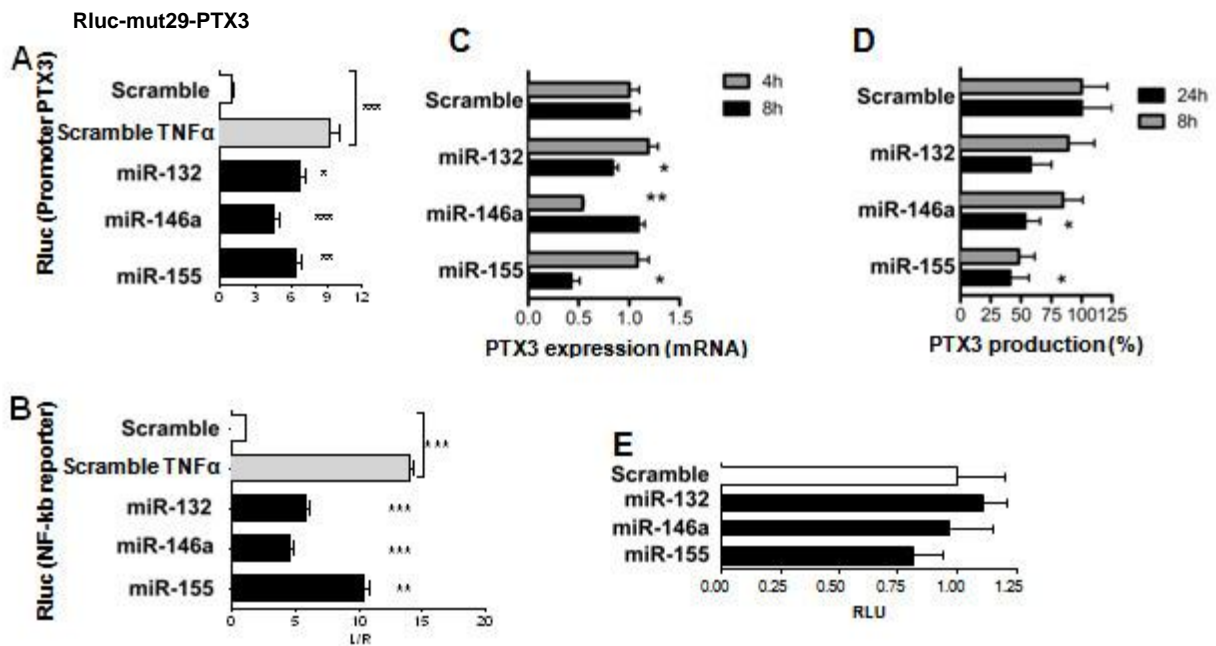 Rluc-mut29-PTX3
A
Rluc (Promoter PTX3)
Scramble
Scramble TNFα
miR-132
miR-146a
miR-155
***
*
***
**
0 3 6 9 12
B
Rluc (NF-kb reporter)
Scramble
Scramble TNFα
miR-132
miR-146a
miR-155
***
***
***
**
0 5 10 15 20
L/R
C
4h
8h
Scramble
miR-132
miR-146a
miR-155
*
**
*
0.0 0.5 1.0 1.5
PTX3 expression (mRNA)
D
24h
8h
Scramble
miR-132
miR-146a
miR-155
*
*
0 25 50 75 100 125
PTX3 production (%)
E
Scramble
miR-132
miR-146a
miR-155
0.00 0.25 0.50 0.75 1.00 1.25
RLU